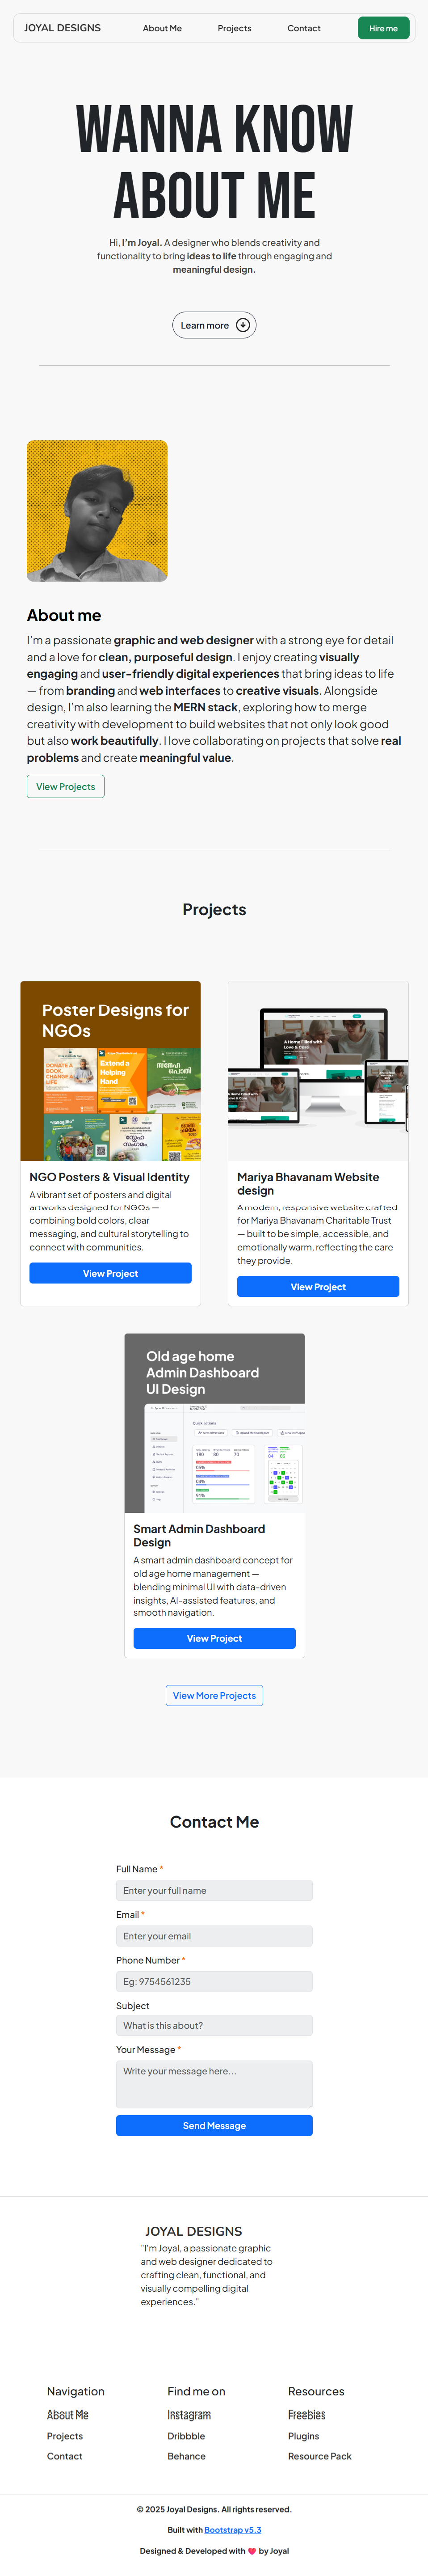 JOYAL DESIGNS
About Me
Projects
Contact
Hire me
WANNA KNOW
ABOUT ME
Hi, I'm Joyal. A designer who blends creativity and
functionality to bring ideas to life through engaging and
meaningful design.
Learn more
About me
I'm a passionate graphic and web designer with a strong eye for detail
and a love for clean, purposeful design. I enjoy creating visually
engaging and user-friendly digital experiences that bring ideas to life
— from branding and web interfaces to creative visuals. Alongside
design, I'm also learning the MERN stack, exploring how to merge
creativity with development to build websites that not only look good
but also work beautifully. I love collaborating on projects that solve real
problems and create meaningful value.
View Projects
Projects
Poster Designs for
NGOs
DONATE A
BOOK,
CHANGE A
LIFE
Extend a
Helping
Hand
NGO Posters & Visual Identity
A vibrant set of posters and digital
artworks designed for NGOs —
combining bold colors, clear
messaging, and cultural storytelling to
connect with communities.
View Project
A Home Filled with
Love & Care
Mariya Bhavanam Website
design
A modern, responsive website crafted
for Mariya Bhavanam Charitable Trust
— built to be simple, accessible, and
emotionally warm, reflecting the care
they provide.
View Project
Old age home
Admin Dashboard
UI Design
Quick actions
Smart Admin Dashboard
Design
A smart admin dashboard concept for
old age home management —
blending minimal UI with data-driven
insights, AI-assisted features, and
smooth navigation.
View Project
View More Projects
Contact Me
Full Name *
Enter your full name
Email *
Enter your email
Phone Number *
Eg: 9754561235
Subject
What is this about?
Your Message *
Write your message here...
Send Message
JOYAL DESIGNS
"I'm Joyal, a passionate graphic
and web designer dedicated to
crafting clean, functional, and
visually compelling digital
experiences."
Navigation
About Me
Projects
Contact
Find me on
Instagram
Dribbble
Behance
Resources
Freebies
Plugins
Resource Pack
© 2025 Joyal Designs. All rights reserved.
Built with Bootstrap v5.3
Designed & Developed with ❤️ by Joyal